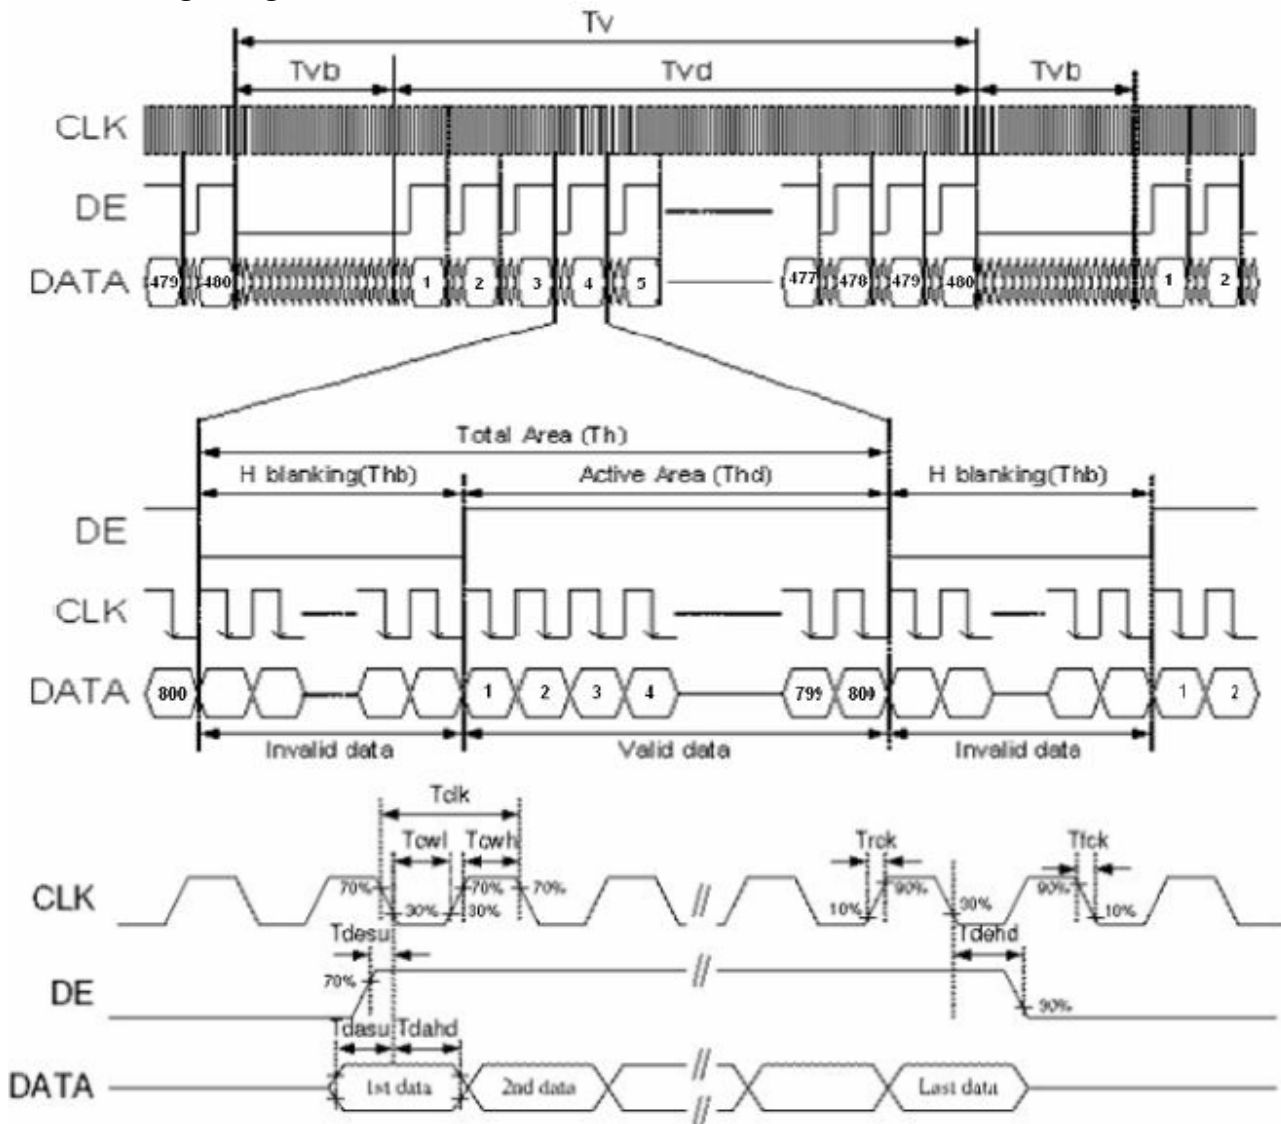 Tv
Tvb Tvd Tvb
CLK
DE
DATA 479 480 1 2 3 4 5 477 478 479 480 1 2
Total Area (Th)
H blanking(Thb) Active Area (Thd) H blanking(Thb)
DE
CLK
DATA 800 1 2 3 4 799 800 1 2
Invalid data Valid data Invalid data
Tclk
Tcwl Tcwh Trck Tfck
CLK 70% 70% 70% 90% 30% 90%
30% 30% 10% 10%
Tdesu Tdehd
DE 70% 90%
Tdasu Tdahd
DATA 1st data 2nd data Last data